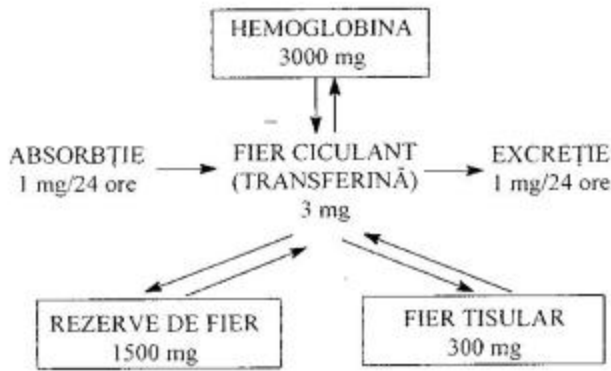 HEMOGLOBINA
3000 mg
ABSORBȚIE
1 mg/24 ore
FIER CICULANT
(TRANSFERINĂ)
3 mg
EXCREȚIE
1 mg/24 ore
REZERVE DE FIER
1500 mg
FIER TISULAR
300 mg